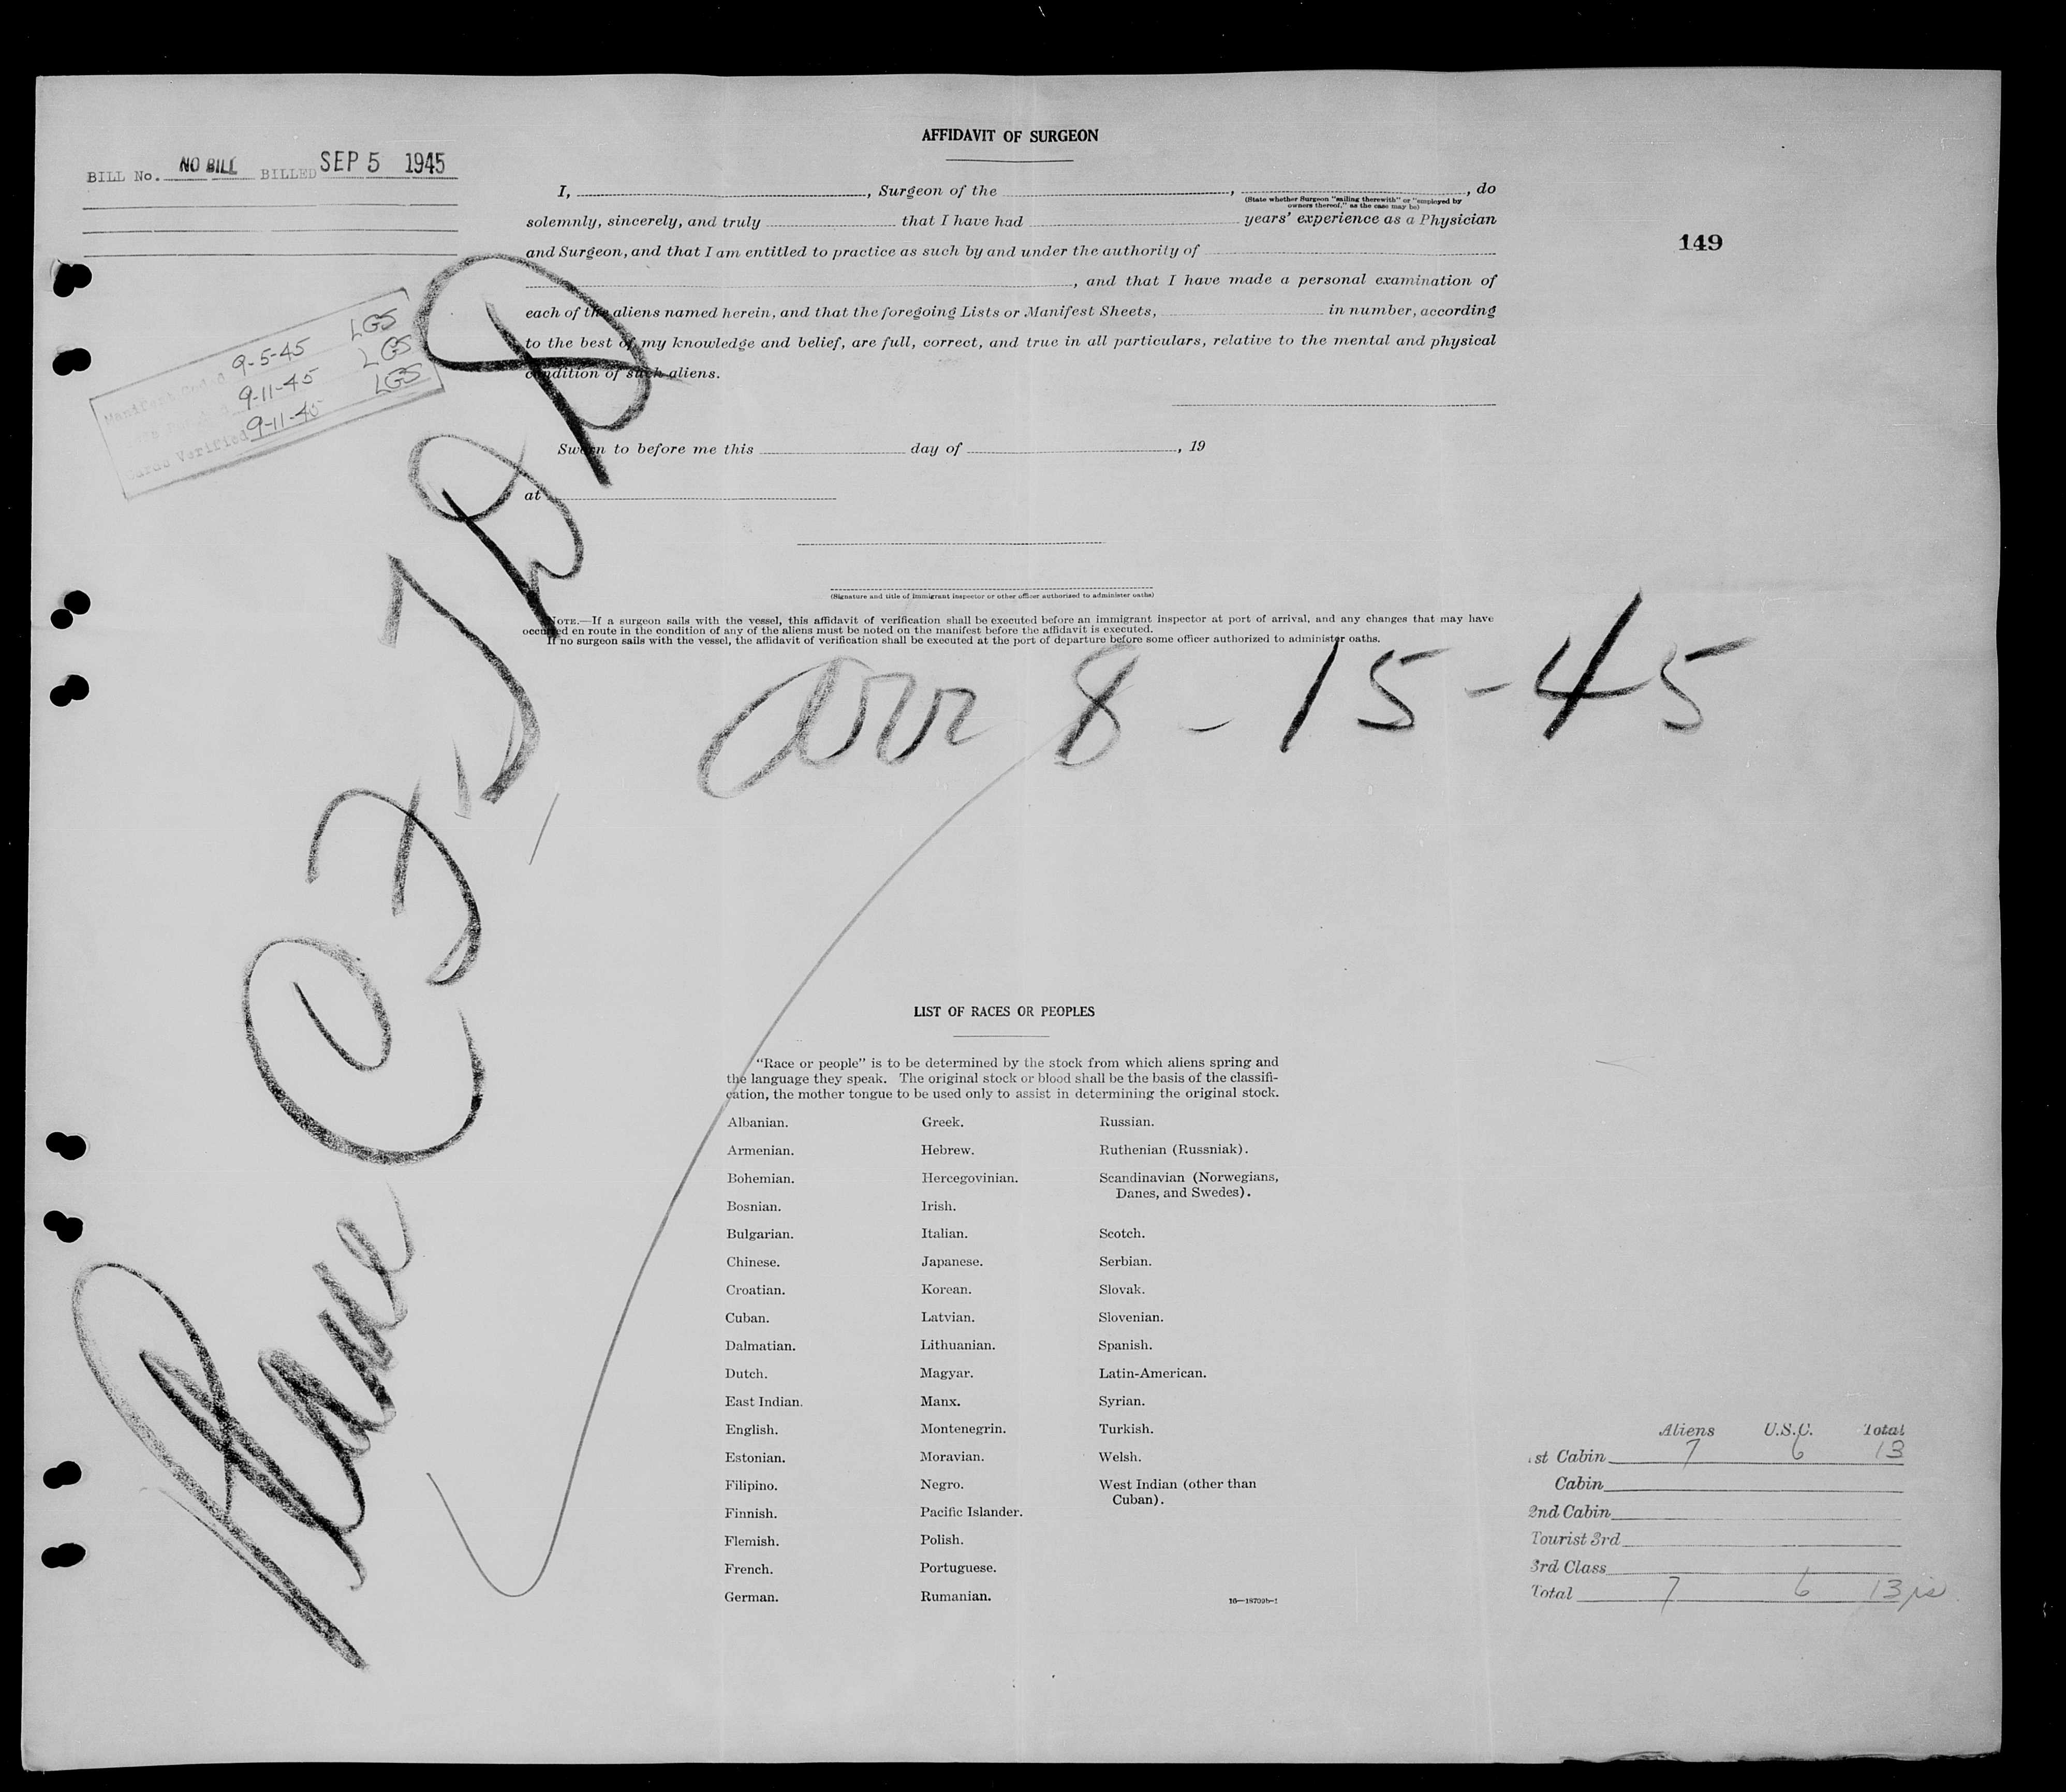 AFFIDAVIT OF SURGEON
BILL No. NO BILL BILLED SEP 5 1945
I, , Surgeon of the , , do
(State whether Surgeon "sailing therewith" or "employed by
owners thereof," as the case may be)
solemnly, sincerely, and truly that I have had years' experience as a Physician
and Surgeon, and that I am entitled to practice as such by and under the authority of
, and that I have made a personal examination of
each of the aliens named herein, and that the foregoing Lists or Manifest Sheets, in number, according
to the best of my knowledge and belief, are full, correct, and true in all particulars, relative to the mental and physical
condition of such aliens.
149
Manifest 9-5-45 LGS
9-11-45 LGS
Cards Verified 9-11-45 LGS
Sworn to before me this day of , 19
at
(Signature and title of immigrant inspector or other officer authorized to administer oaths)
NOTE.—If a surgeon sails with the vessel, this affidavit of verification shall be executed before an immigrant inspector at port of arrival, and any changes that may have
occurred en route in the condition of any of the aliens must be noted on the manifest before the affidavit is executed.
If no surgeon sails with the vessel, the affidavit of verification shall be executed at the port of departure before some officer authorized to administer oaths.
Plane
arr 8-15-45
LIST OF RACES OR PEOPLES
"Race or people" is to be determined by the stock from which aliens spring and
the language they speak. The original stock or blood shall be the basis of the classifi-
cation, the mother tongue to be used only to assist in determining the original stock.
Albanian. Greek. Russian.
Armenian. Hebrew. Ruthenian (Russniak).
Bohemian. Hercegovinian. Scandinavian (Norwegians,
Danes, and Swedes).
Bosnian. Irish.
Bulgarian. Italian. Scotch.
Chinese. Japanese. Serbian.
Croatian. Korean. Slovak.
Cuban. Latvian. Slovenian.
Dalmatian. Lithuanian. Spanish.
Dutch. Magyar. Latin-American.
East Indian. Manx. Syrian.
English. Montenegrin. Turkish.
Estonian. Moravian. Welsh.
Filipino. Negro. West Indian (other than
Cuban).
Finnish. Pacific Islander.
Flemish. Polish.
French. Portuguese.
German. Rumanian.
Aliens U.S.C. Total
1st Cabin 7 6 13
Cabin
2nd Cabin
Tourist 3rd
3rd Class
Total 7 6 13